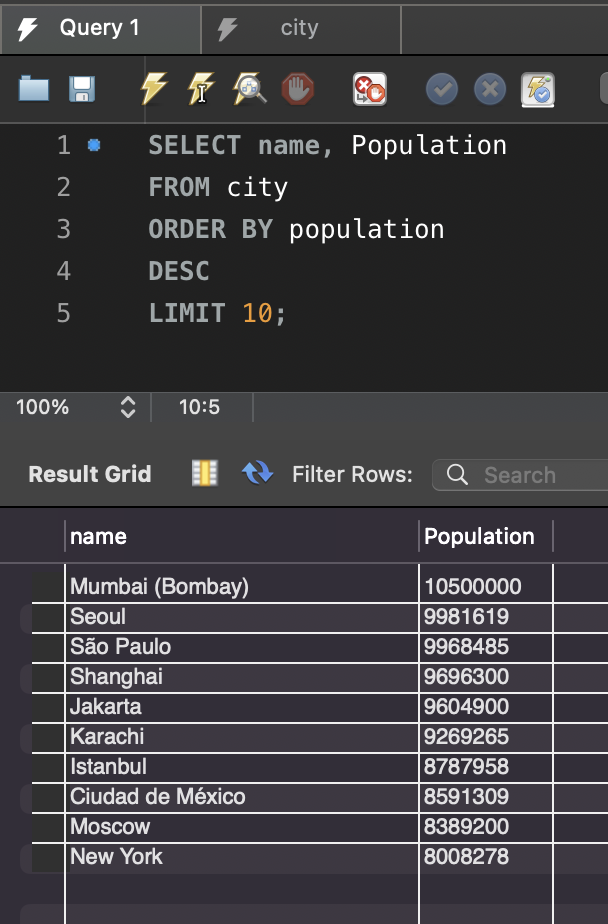 Query 1 city
1 SELECT name, Population
2 FROM city
3 ORDER BY population
4 DESC
5 LIMIT 10;
100% 10:5
Result Grid Filter Rows: Search
name Population
Mumbai (Bombay) 10500000
Seoul 9981619
São Paulo 9968485
Shanghai 9696300
Jakarta 9604900
Karachi 9269265
Istanbul 8787958
Ciudad de México 8591309
Moscow 8389200
New York 8008278